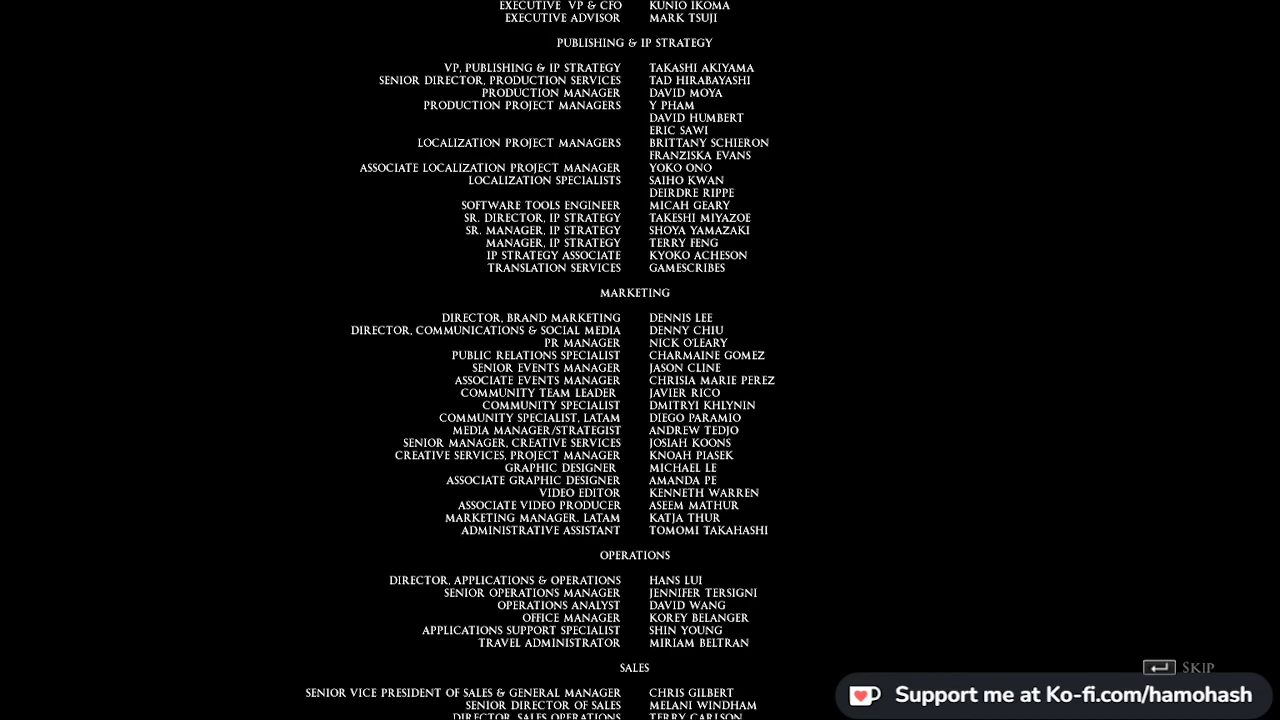 EXECUTIVE VP & CFO KUNIO IKOMA
EXECUTIVE ADVISOR MARK TSUJI
PUBLISHING & IP STRATEGY
VP, PUBLISHING & IP STRATEGY TAKASHI AKIYAMA
SENIOR DIRECTOR, PRODUCTION SERVICES TAD HIRABAYASHI
PRODUCTION MANAGER DAVID MOYA
PRODUCTION PROJECT MANAGERS Y PHAM
DAVID HUMBERT
ERIC SAWI
LOCALIZATION PROJECT MANAGERS BRITTANY SCHIERON
FRANZISKA EVANS
ASSOCIATE LOCALIZATION PROJECT MANAGER YOKO ONO
LOCALIZATION SPECIALISTS SAIHO KWAN
DEIRDRE RIPPE
SOFTWARE TOOLS ENGINEER MICAH GEARY
SR. DIRECTOR, IP STRATEGY TAKESHI MIYAZOE
SR. MANAGER, IP STRATEGY SHOYA YAMAZAKI
MANAGER, IP STRATEGY TERRY FENG
IP STRATEGY ASSOCIATE KYOKO ACHESON
TRANSLATION SERVICES GAMESCRIBES
MARKETING
DIRECTOR, BRAND MARKETING DENNIS LEE
DIRECTOR, COMMUNICATIONS & SOCIAL MEDIA DENNY CHIU
PR MANAGER NICK O'LEARY
PUBLIC RELATIONS SPECIALIST CHARMAINE GOMEZ
SENIOR EVENTS MANAGER JASON CLINE
ASSOCIATE EVENTS MANAGER CHRISIA MARIE PEREZ
COMMUNITY TEAM LEADER JAVIER RICO
COMMUNITY SPECIALIST DMITRYI KHLYNIN
COMMUNITY SPECIALIST, LATAM DIEGO PARAMIO
MEDIA MANAGER/STRATEGIST ANDREW TEDJO
SENIOR MANAGER, CREATIVE SERVICES JOSIAH KOONS
CREATIVE SERVICES, PROJECT MANAGER KNOAH PIASEK
GRAPHIC DESIGNER MICHAEL LE
ASSOCIATE GRAPHIC DESIGNER AMANDA PE
VIDEO EDITOR KENNETH WARREN
ASSOCIATE VIDEO PRODUCER ASEEM MATHUR
MARKETING MANAGER. LATAM KATJA THUR
ADMINISTRATIVE ASSISTANT TOMOMI TAKAHASHI
OPERATIONS
DIRECTOR, APPLICATIONS & OPERATIONS HANS LUI
SENIOR OPERATIONS MANAGER JENNIFER TERSIGNI
OPERATIONS ANALYST DAVID WANG
OFFICE MANAGER KOREY BELANGER
APPLICATIONS SUPPORT SPECIALIST SHIN YOUNG
TRAVEL ADMINISTRATOR MIRIAM BELTRAN
SALES
SENIOR VICE PRESIDENT OF SALES & GENERAL MANAGER CHRIS GILBERT
SENIOR DIRECTOR OF SALES MELANI WINDHAM
DIRECTOR, SALES OPERATIONS TERRY CARLSON
SKIP
Support me at Ko-fi.com/hamohash